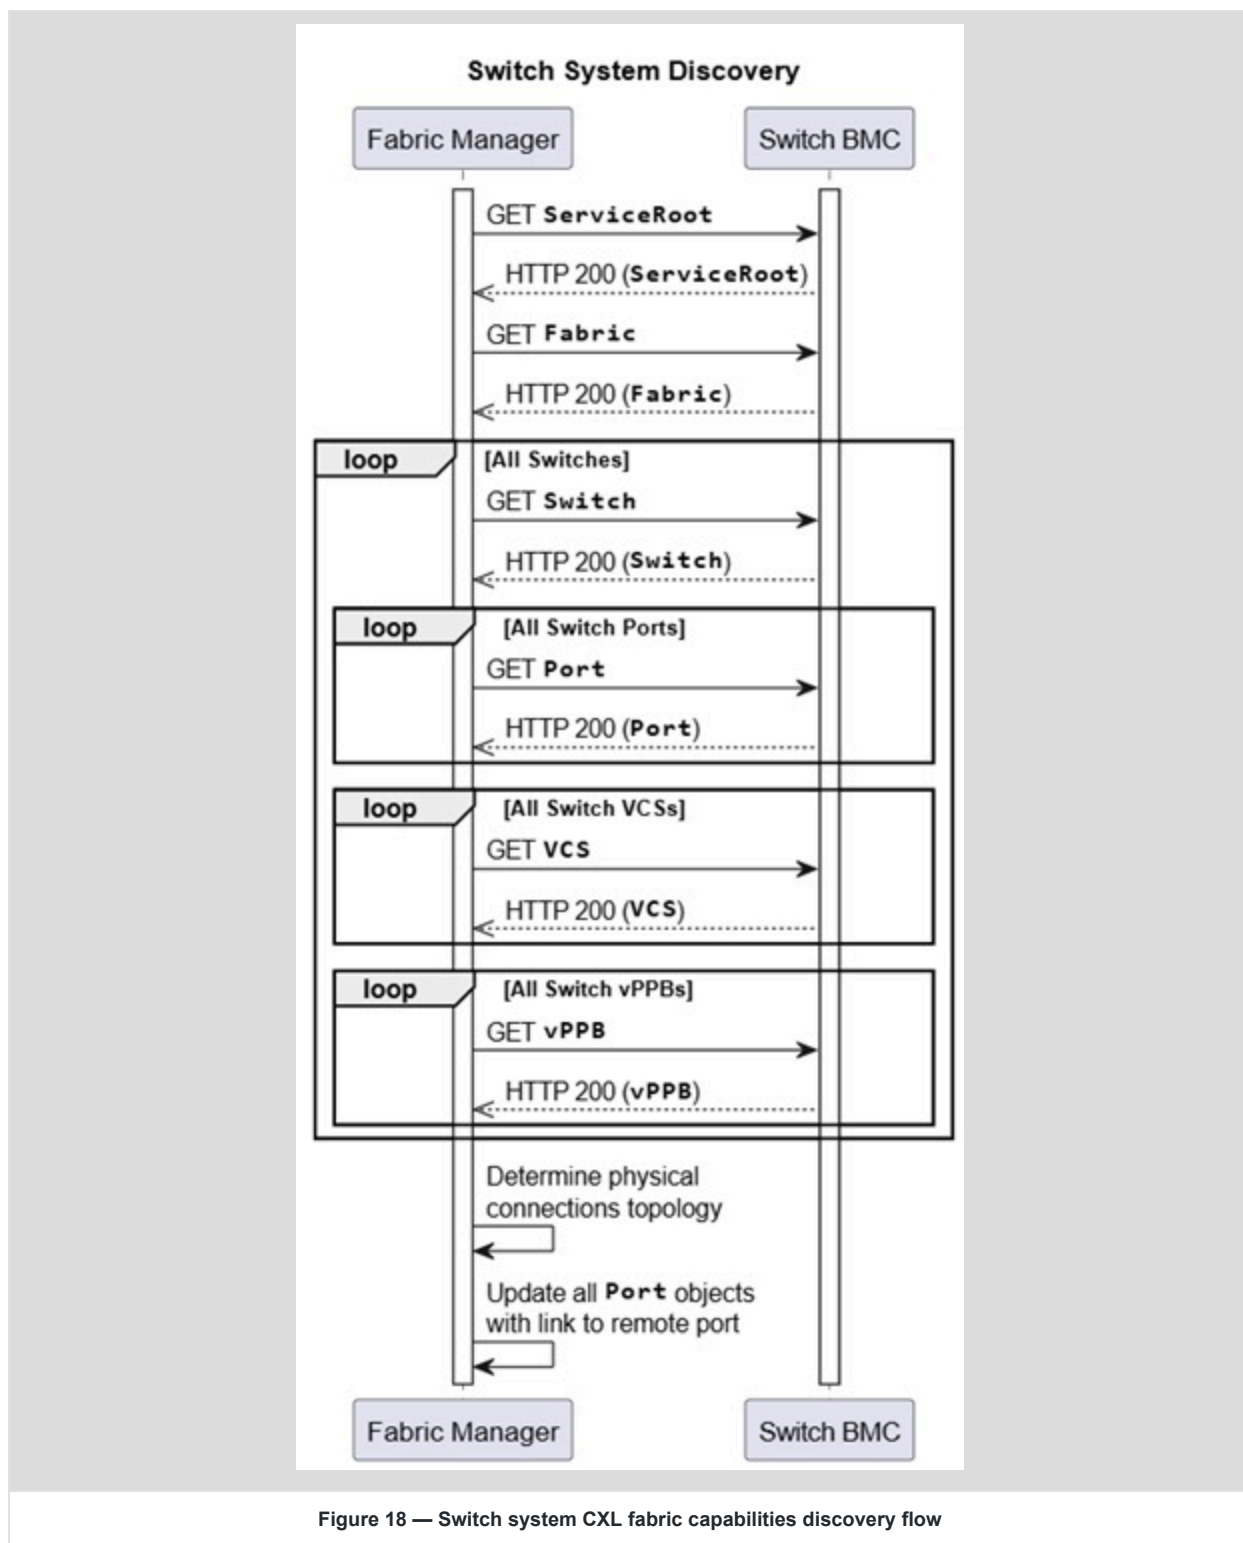 Switch System Discovery
Fabric Manager
Switch BMC
GET ServiceRoot
HTTP 200 (ServiceRoot)
GET Fabric
HTTP 200 (Fabric)
loop [All Switches]
GET Switch
HTTP 200 (Switch)
loop [All Switch Ports]
GET Port
HTTP 200 (Port)
loop [All Switch VCSs]
GET VCS
HTTP 200 (VCS)
loop [All Switch vPPBs]
GET vPPB
HTTP 200 (vPPB)
Determine physical
connections topology
Update all Port objects
with link to remote port
Fabric Manager
Switch BMC
Figure 18 — Switch system CXL fabric capabilities discovery flow